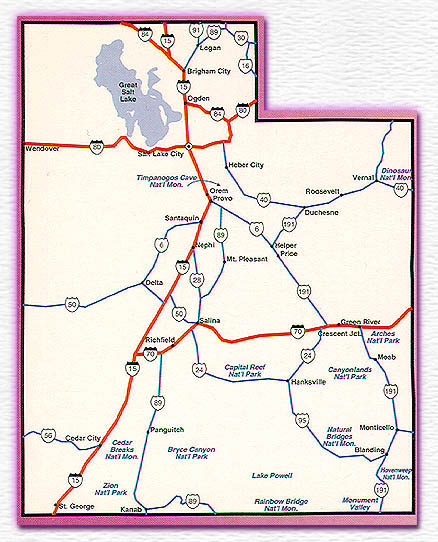 84
15
91
89
30
Logan
16
Brigham City
Great
Salt
Lake
15
Ogden
84
80
Wendover
80
Salt Lake City
Heber City
Dinosaur
Nat'l Mon.
Timpanogos Cave
Nat'l Mon.
Vernal
40
Orem
Provo
40
Roosevelt
Duchesne
Santaquin
191
89
6
6
Nephi
Helper
Price
15
Mt. Pleasant
Delta
28
191
50
50
Salina
Green River
70
Crescent Jct.
Arches
Nat'l Park
Richfield
70
24
Moab
15
24
Capital Reef
Nat'l Park
Canyonlands
Nat'l Park
Hanksville
89
191
95
Panguitch
Natural
Bridges
Nat'l Mon.
Monticello
56
Cedar City
Cedar
Breaks
Nat'l Mon.
Bryce Canyon
Nat'l Park
Blanding
Lake Powell
Hovenweep
Nat'l Mon.
15
Zion
Nat'l Park
191
St. George
Kanab
89
Rainbow Bridge
Nat'l Mon.
Monument
Valley